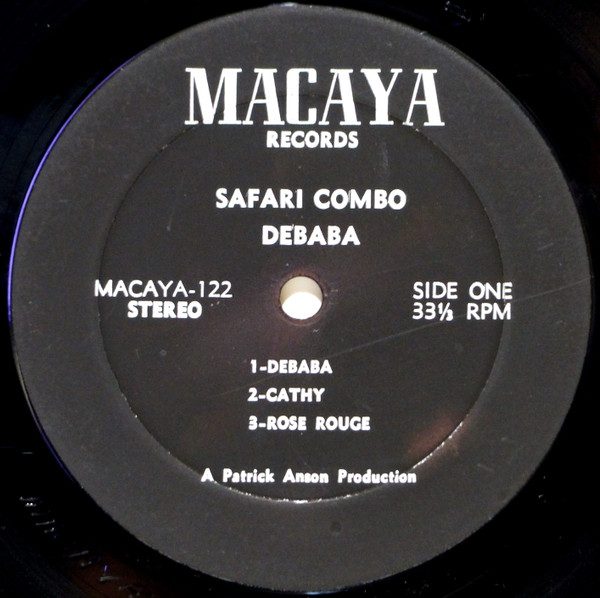 MACAYA
RECORDS
SAFARI COMBO
DEBABA
MACAYA-122
STEREO
SIDE ONE
33⅓ RPM
1-DEBABA
2-CATHY
3-ROSE ROUGE
A Patrick Anson Production